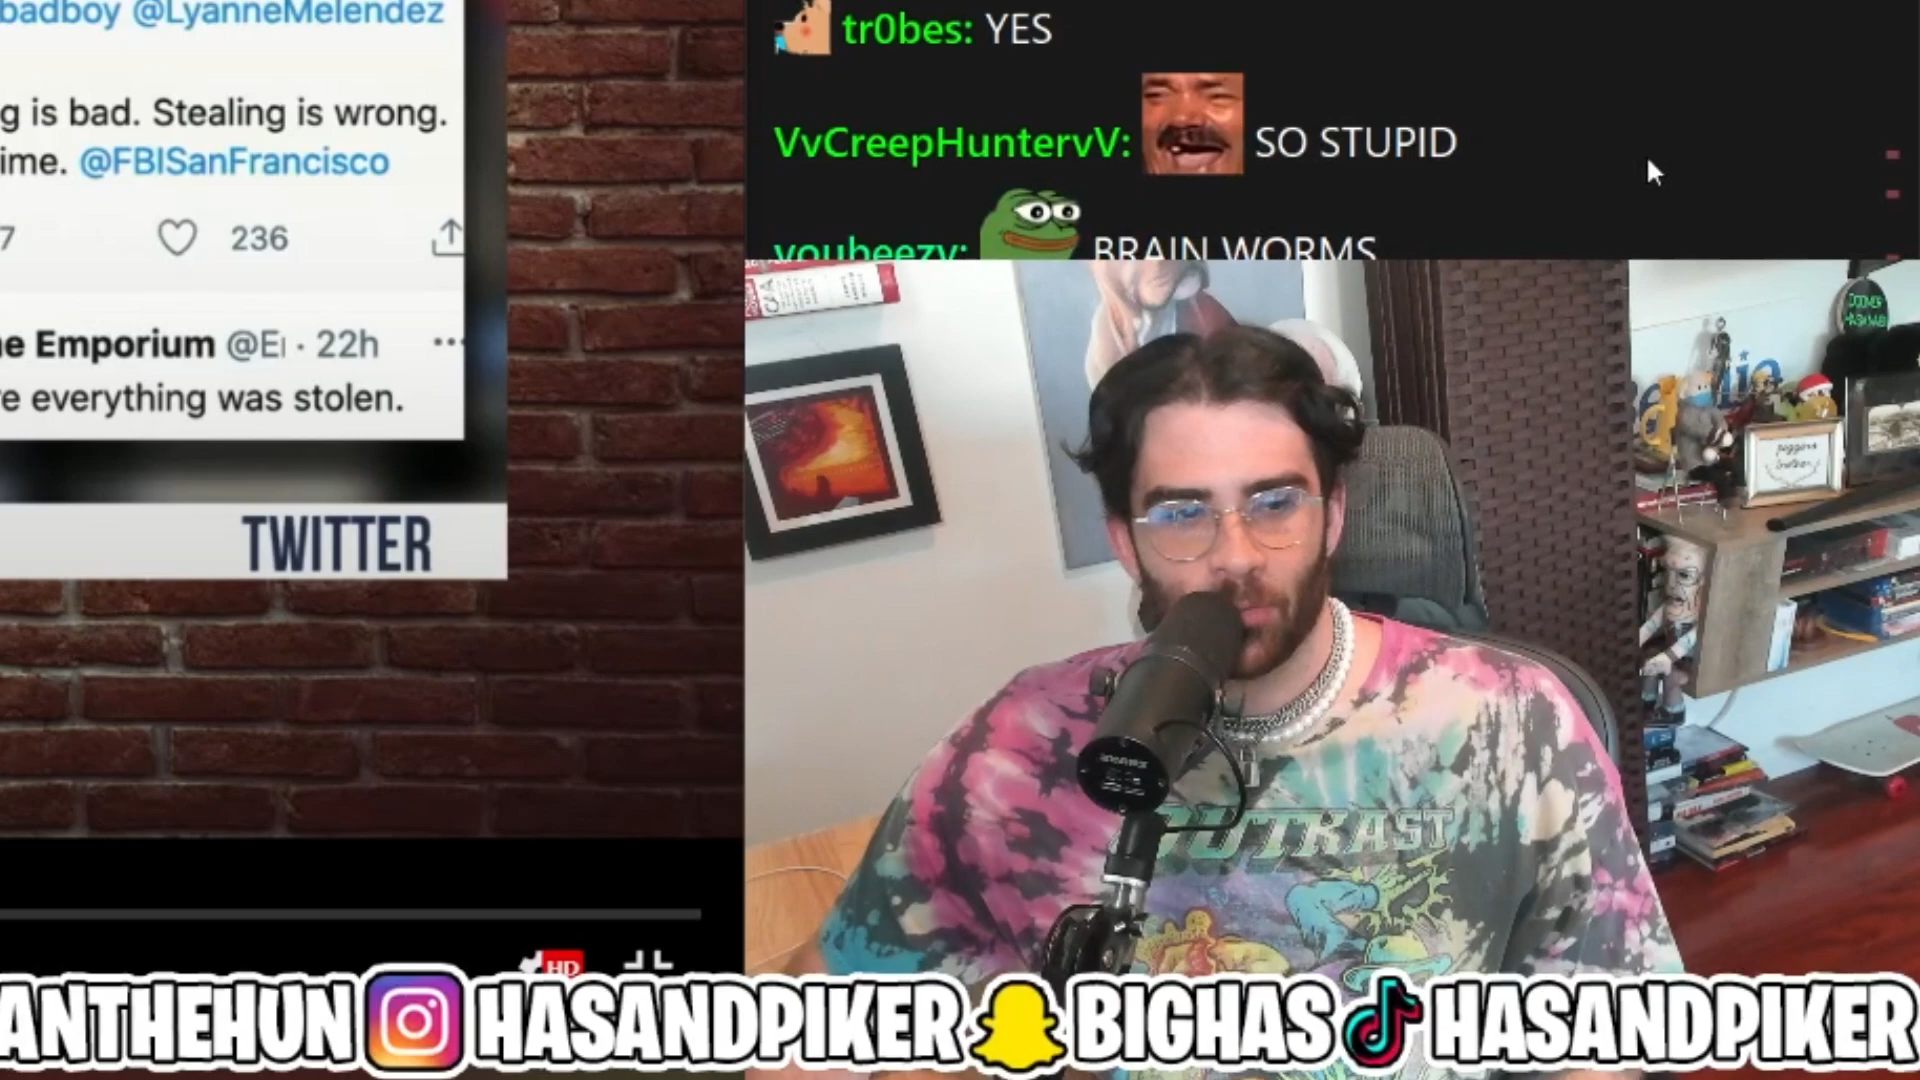 badboy @LyanneMelendez
g is bad. Stealing is wrong.
ime. @FBISanFrancisco
7 236
e Emporium @E · 22h
e everything was stolen.
TWITTER
HD
tr0bes: YES
VvCreepHuntervV: SO STUPID
youbeezy: BRAIN WORMS
OUTKAST
ANTHEHUN HASANDPIKER BIGHAS HASANDPIKER